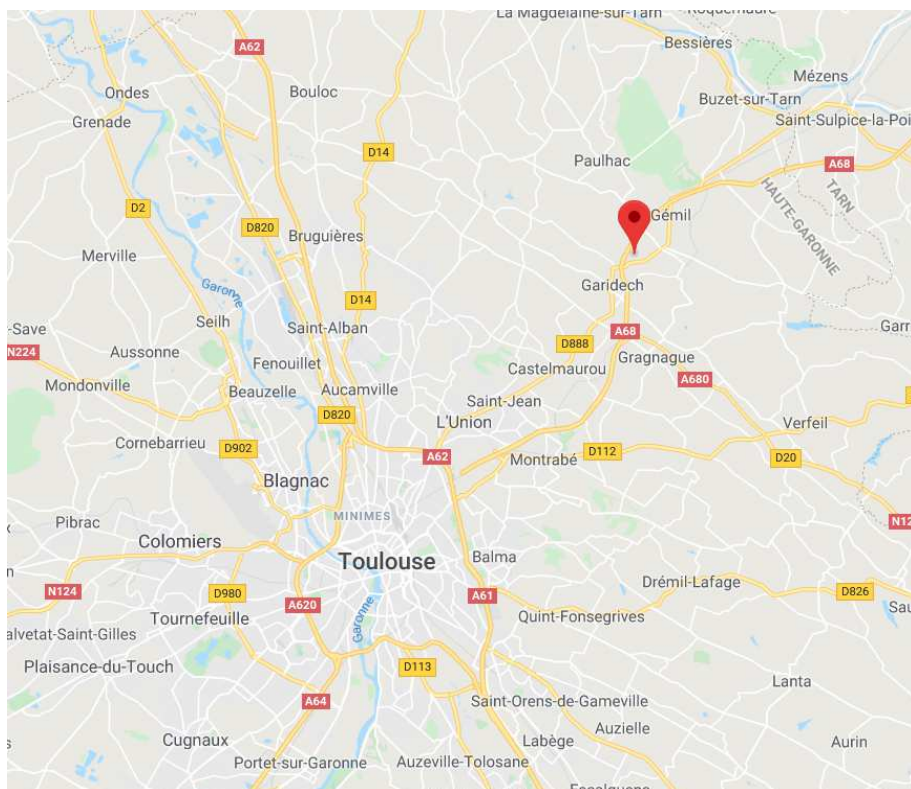 La Magdelaine-sur-Tarn
Bessières
A62
Mézens
Ondes
Bouloc
Buzet-sur-Tarn
Grenade
Saint-Sulpice-la-Poi
D14
Paulhac
A68
HAUTE-GARONNE
TARN
D2
Gémil
D820
Bruguières
Merville
Garonne
Garidech
D14
Seilh
Saint-Alban
-Save
A68
Garr
N224
Aussonne
D888
Fenouillet
Gragnague
Castelmaurou
Mondonville
Beauzelle
Aucamville
A680
Saint-Jean
D820
L'Union
Verfeil
Cornebarrieu
D902
A62
D112
Montrabé
D20
Blagnac
MINIMES
Pibrac
N12
Colomiers
Toulouse
Balma
n
Drémil-Lafage
N124
D980
A620
A61
D826
Sau
Tournefeuille
Garonne
Quint-Fonsegrives
alvetat-Saint-Gilles
Plaisance-du-Touch
D113
Lanta
A64
Saint-Orens-de-Gameville
Auzielle
Cugnaux
Labège
Aurin
s
Portet-sur-Garonne
Auzeville-Tolosane